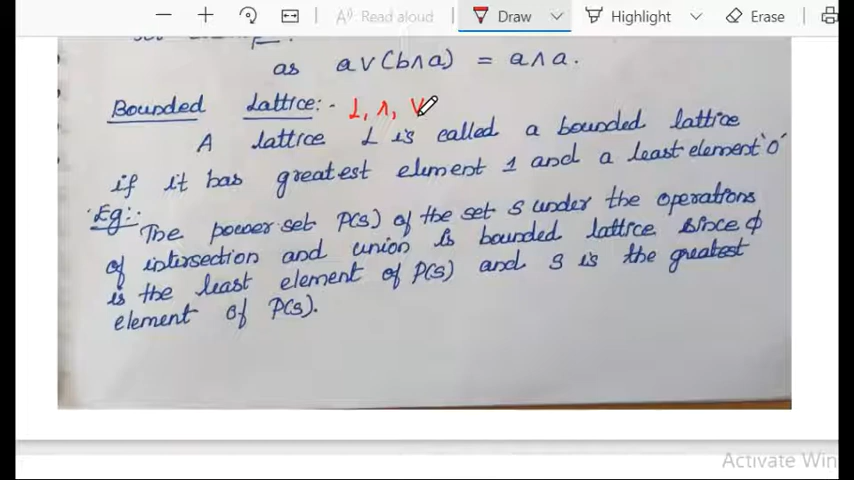 Read aloud Draw Highlight Erase
as a ∨ (b ∧ a) = a ∧ a.
Bounded Lattice:- L, ∧, ∨
A lattice L is called a bounded lattice
if it has greatest element 1 and a least element '0'
Eg:-
The power set P(s) of the set s under the operations
of intersection and union is bounded lattice since φ
is the least element of P(s) and s is the greatest
element of P(s).
Activate Win